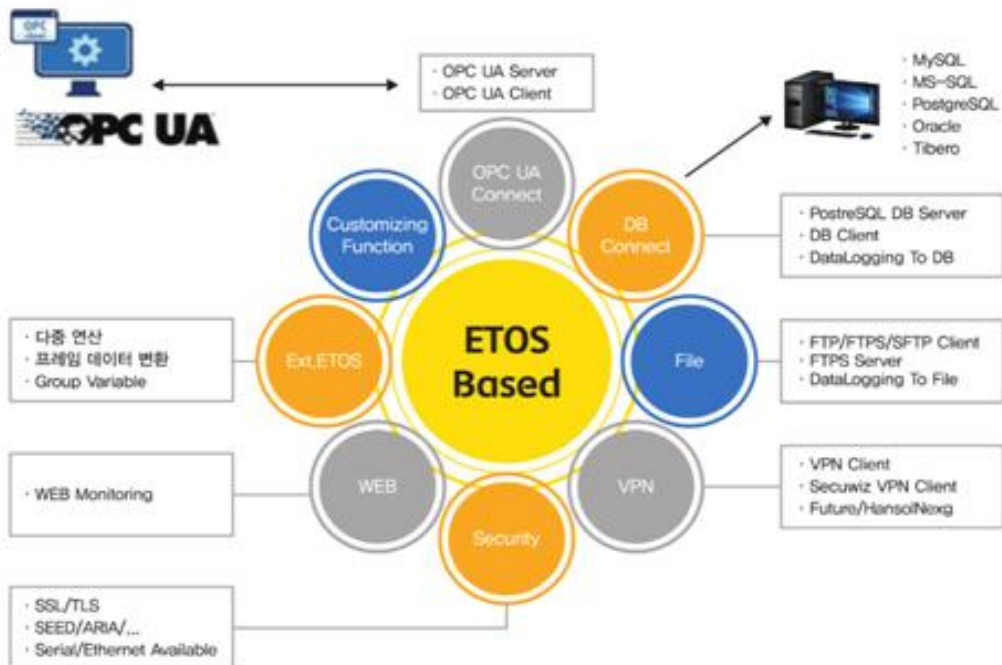 OPC
OPC UA
· OPC UA Server
· OPC UA Client
· MySQL
· MS-SQL
· PostgreSQL
· Oracle
· Tibero
OPC UA
Connect
Customizing
Function
DB
Connect
· PostreSQL DB Server
· DB Client
· DataLogging To DB
· 다중 연산
· 프레임 데이터 변환
· Group Variable
Ext.ETOS
ETOS
Based
File
· FTP/FTPS/SFTP Client
· FTPS Server
· DataLogging To File
· WEB Monitoring
WEB
VPN
· VPN Client
· Secuwiz VPN Client
· Future/HansolNexg
Security
· SSL/TLS
· SEED/ARIA/...
· Serial/Ethernet Available